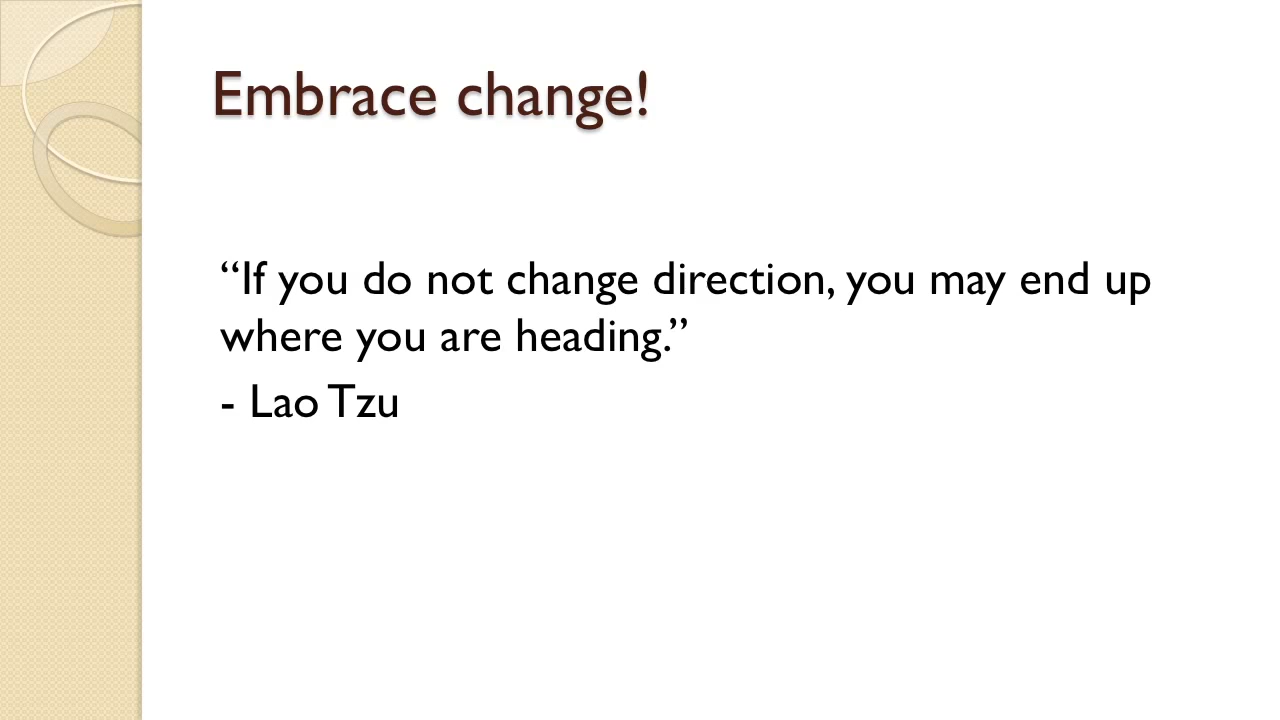 Embrace change!
“If you do not change direction, you may end up
where you are heading.”
- Lao Tzu